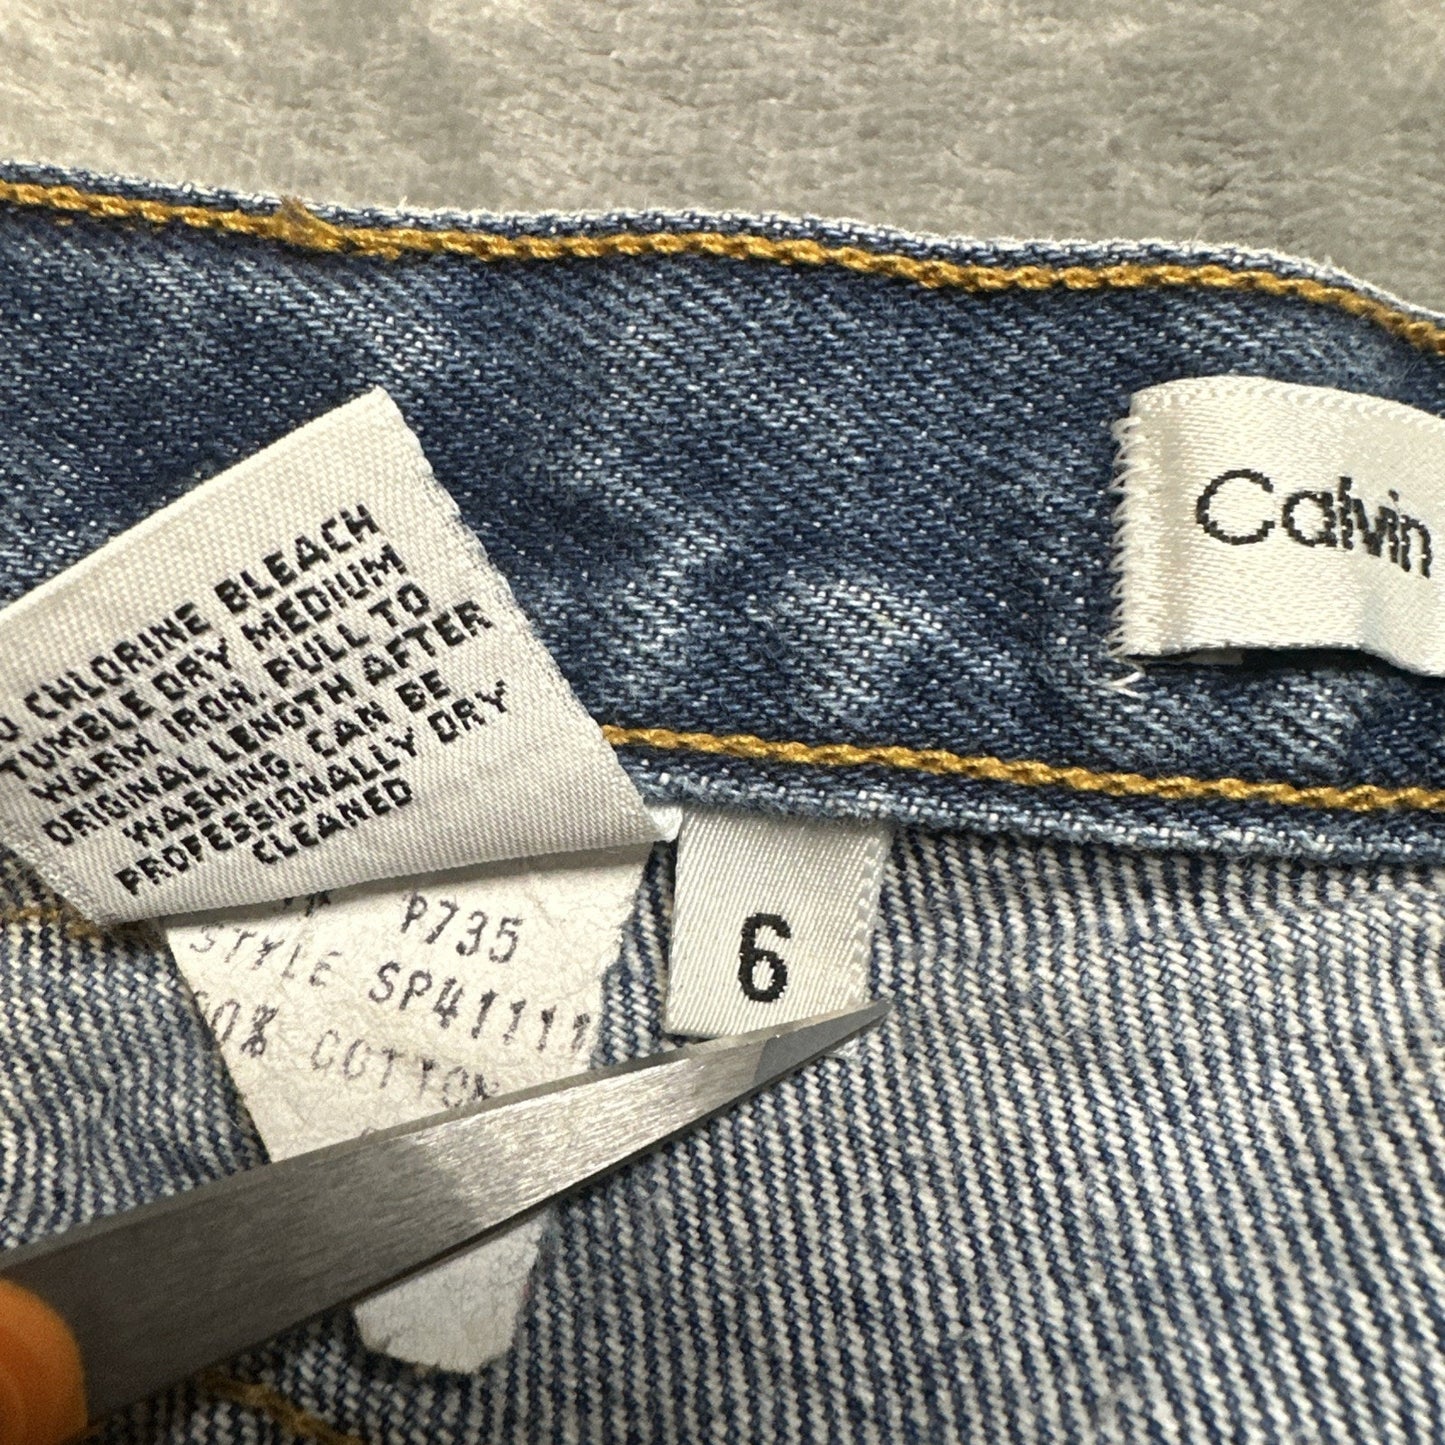 CHLORINE BLEACH
TUMBLE DRY MEDIUM
WARM IRON. PULL TO
ORIGINAL LENGTH AFTER
WASHING. CAN BE
PROFESSIONALLY DRY
CLEANED
P735
STYLE SP41111
COTTON
6
Calvin